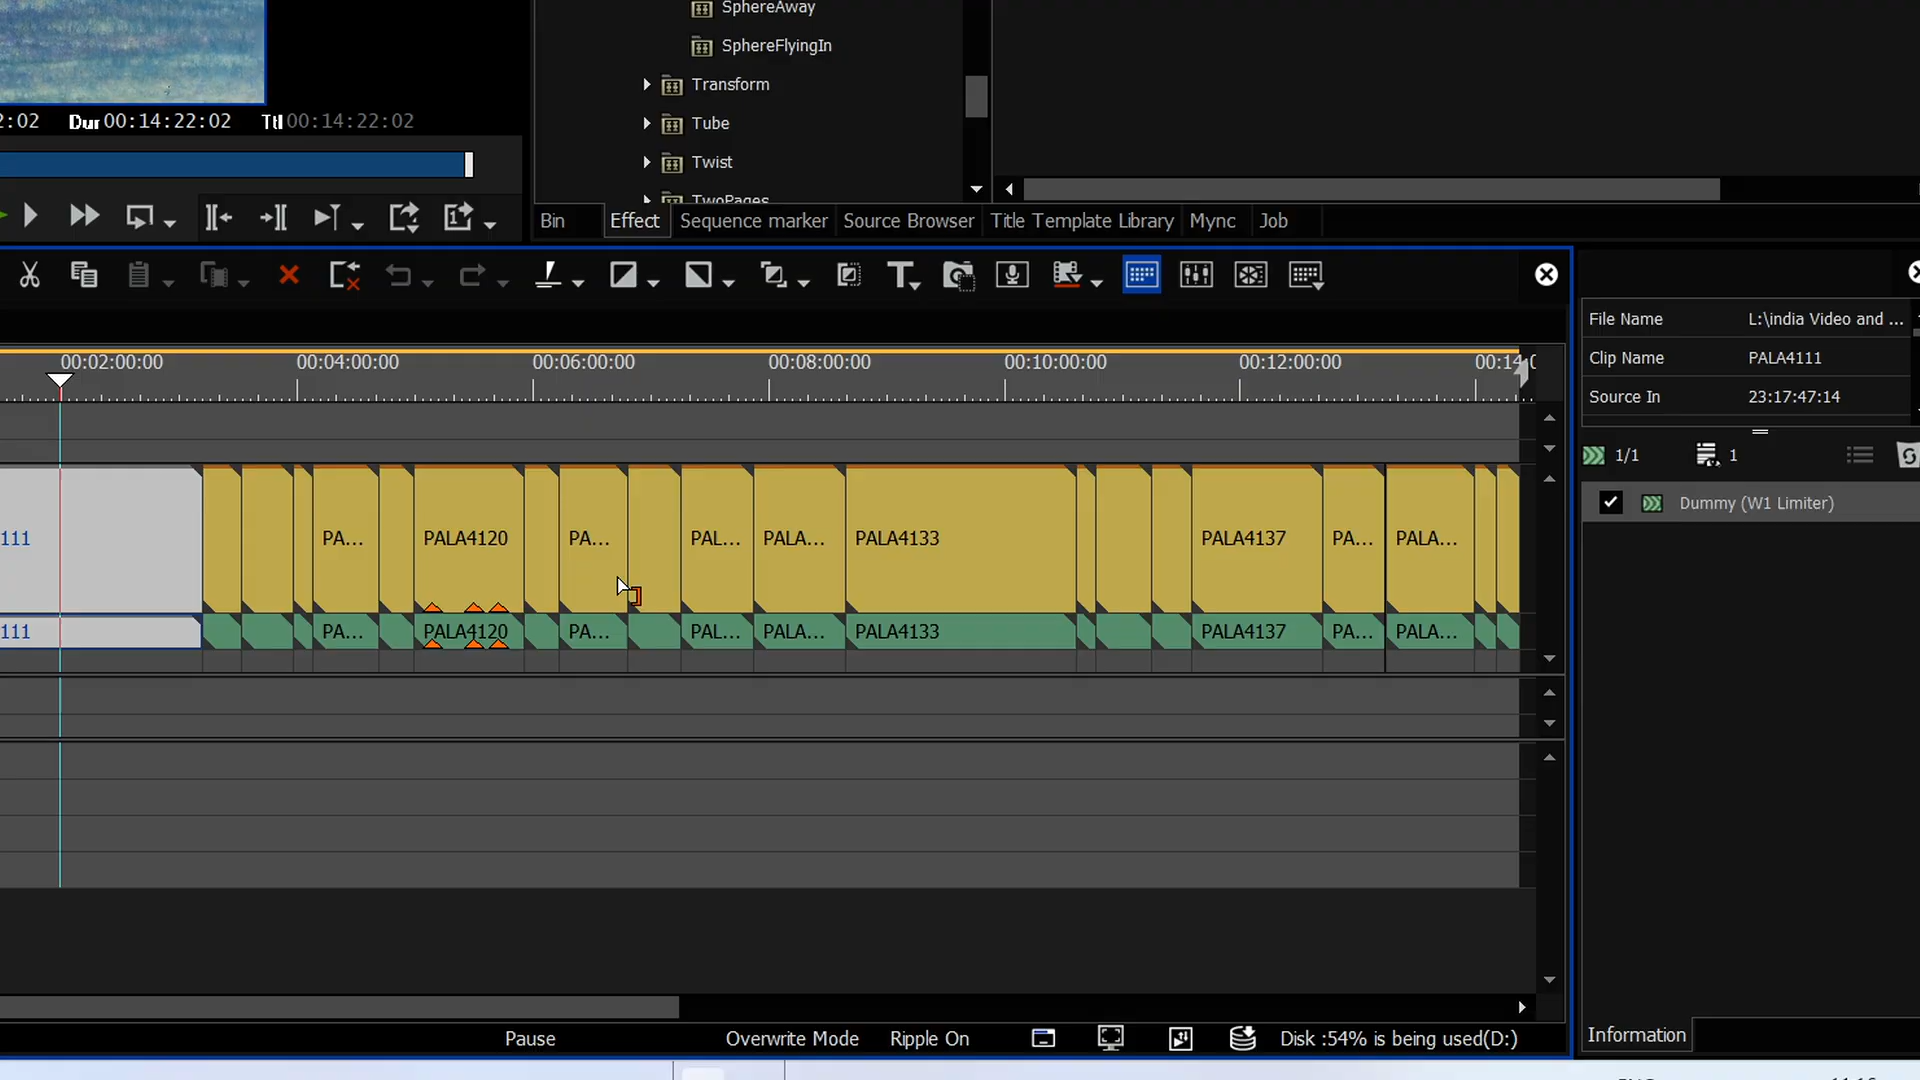 SphereAway
SphereFlyingIn
Transform
Tube
Twist
TwoPages
2:02 Dur 00:14:22:02 Ttl 00:14:22:02
Bin Effect Sequence marker Source Browser Title Template Library Mync Job
00:02:00:00 00:04:00:00 00:06:00:00 00:08:00:00 00:10:00:00 00:12:00:00 00:14:0
111 PA... PALA4120 PA... PAL... PALA... PALA4133 PALA4137 PA... PALA...
111 PA... PALA4120 PA... PAL... PALA... PALA4133 PALA4137 PA... PALA...
File Name L:\india Video and ...
Clip Name PALA4111
Source In 23:17:47:14
1/1 1
Dummy (W1 Limiter)
Information
Pause Overwrite Mode Ripple On Disk :54% is being used(D:)